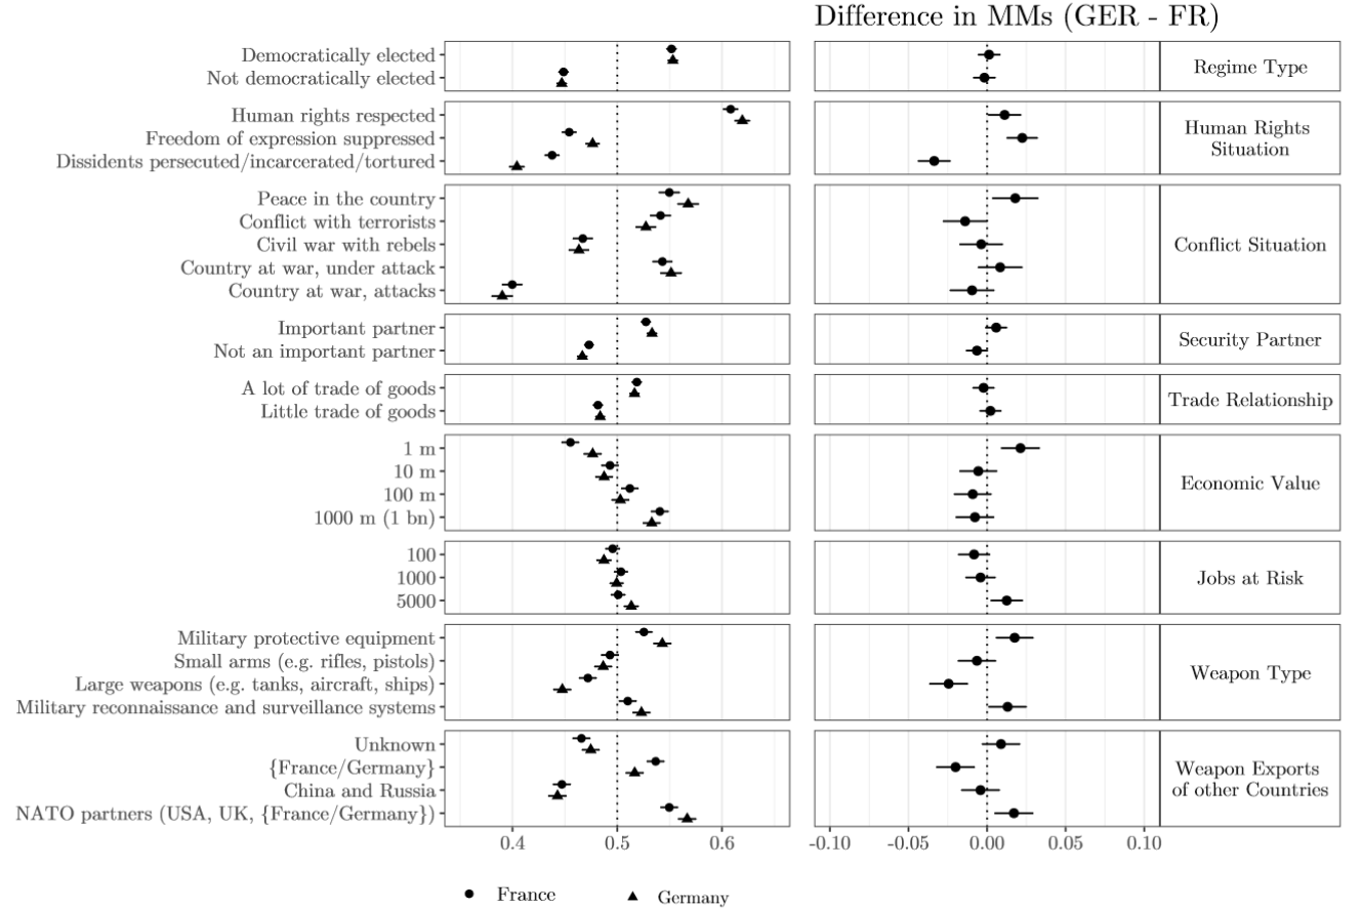 Difference in MMs (GER - FR)
Democratically elected
Not democratically elected
Regime Type
Human rights respected
Freedom of expression suppressed
Dissidents persecuted/incarcerated/tortured
Human Rights
Situation
Peace in the country
Conflict with terrorists
Civil war with rebels
Country at war, under attack
Country at war, attacks
Conflict Situation
Important partner
Not an important partner
Security Partner
A lot of trade of goods
Little trade of goods
Trade Relationship
1 m
10 m
100 m
1000 m (1 bn)
Economic Value
100
1000
5000
Jobs at Risk
Military protective equipment
Small arms (e.g. rifles, pistols)
Large weapons (e.g. tanks, aircraft, ships)
Military reconnaissance and surveillance systems
Weapon Type
Unknown
{France/Germany}
China and Russia
NATO partners (USA, UK, {France/Germany})
Weapon Exports
of other Countries
0.4 0.5 0.6
-0.10 -0.05 0.00 0.05 0.10
France Germany